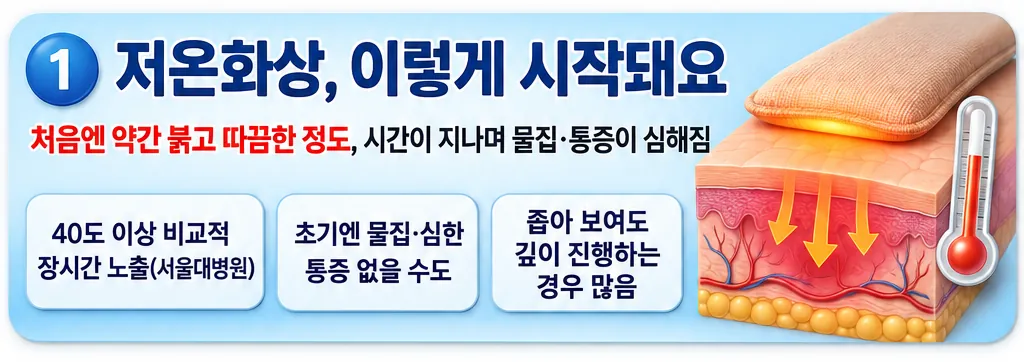 1 저온화상, 이렇게 시작돼요
처음엔 약간 붉고 따끔한 정도, 시간이 지나며 물집·통증이 심해짐
40도 이상 비교적
장시간 노출(서울대병원)
초기엔 물집·심한
통증 없을 수도
좁아 보여도
깊이 진행하는
경우 많음